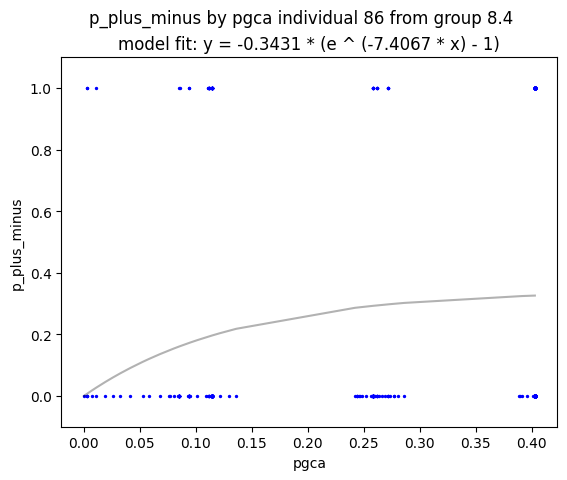 p_plus_minus by pgca individual 86 from group 8.4
model fit: y = -0.3431 * (e ^ (-7.4067 * x) - 1)
1.0
0.8
0.6
0.4
0.2
0.0
p_plus_minus
0.00 0.05 0.10 0.15 0.20 0.25 0.30 0.35 0.40
pgca